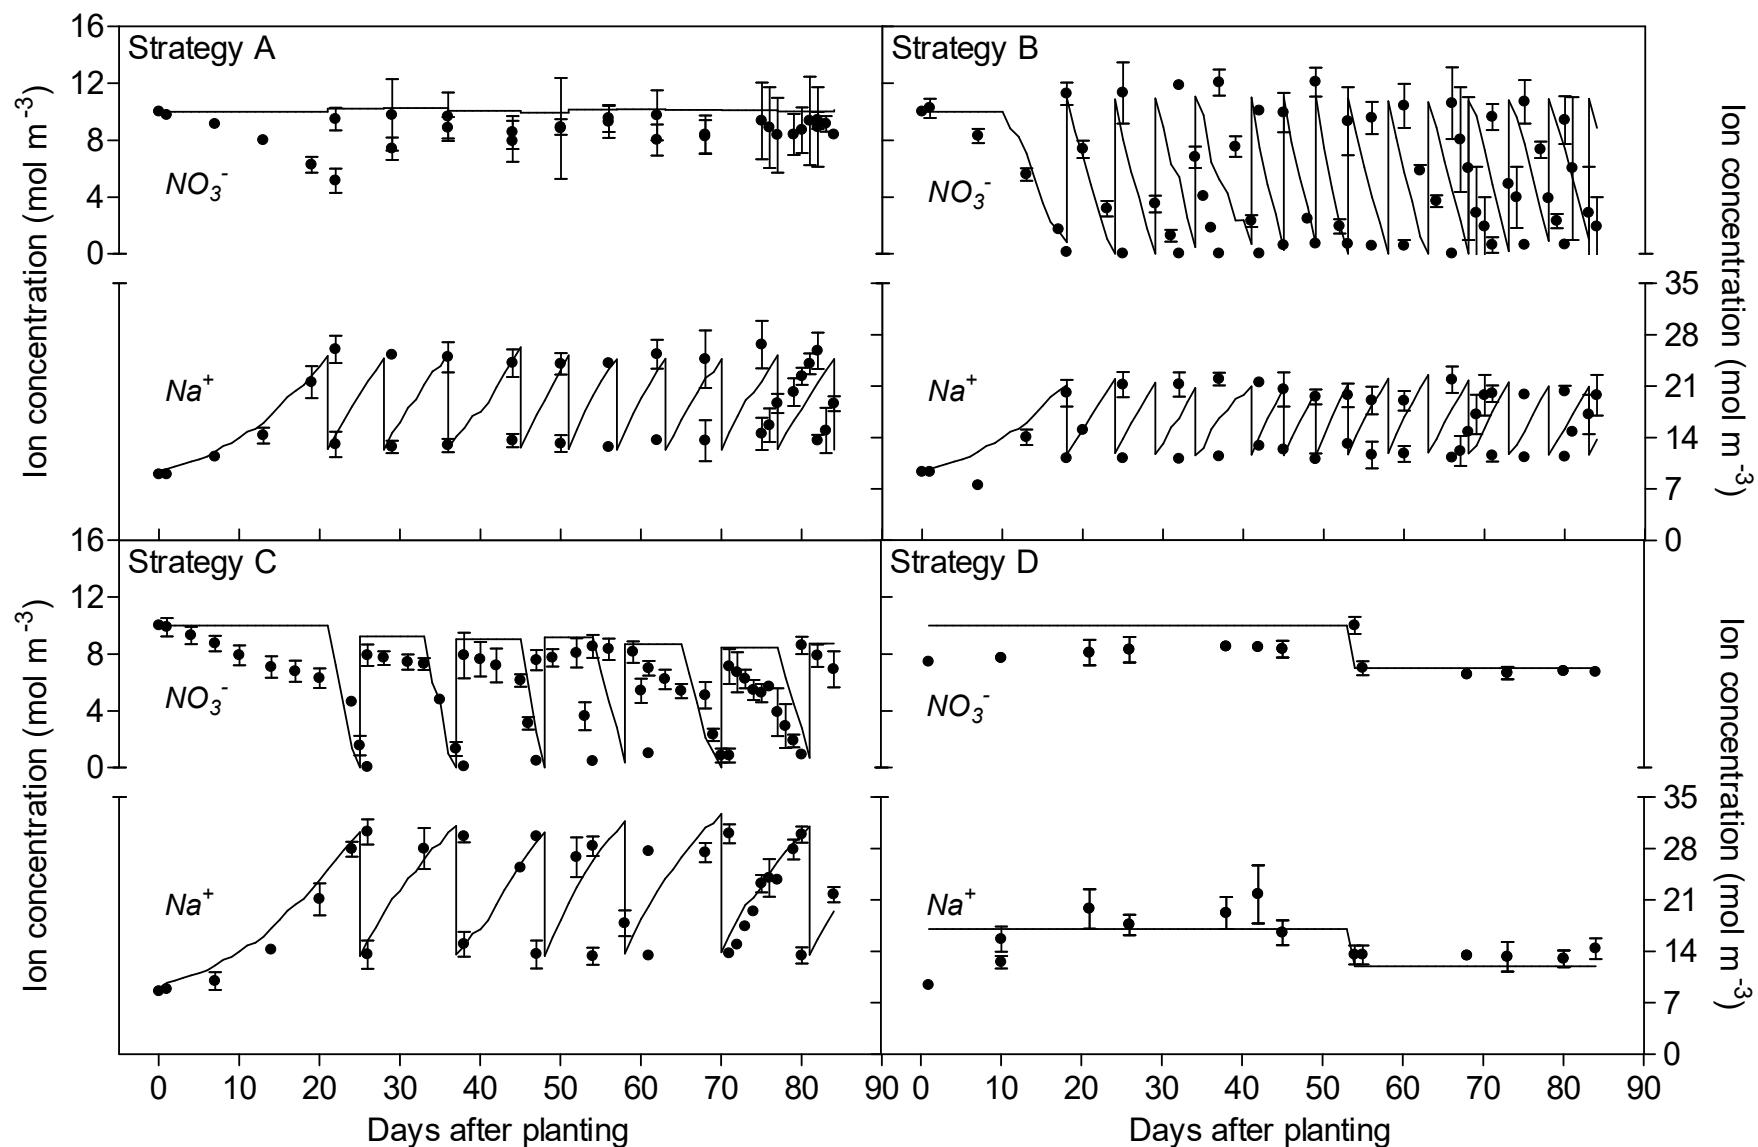 Strategy A
Strategy B
16
12
8
4
0
NO3-
NO3-
35
28
21
14
7
0
Na+
Na+
Ion concentration (mol m-3)
Ion concentration (mol m-3)
Strategy C
Strategy D
16
12
8
4
0
NO3-
NO3-
35
28
21
14
7
0
Na+
Na+
Ion concentration (mol m-3)
Ion concentration (mol m-3)
0 10 20 30 40 50 60 70 80 90
0 10 20 30 40 50 60 70 80 90
Days after planting
Days after planting